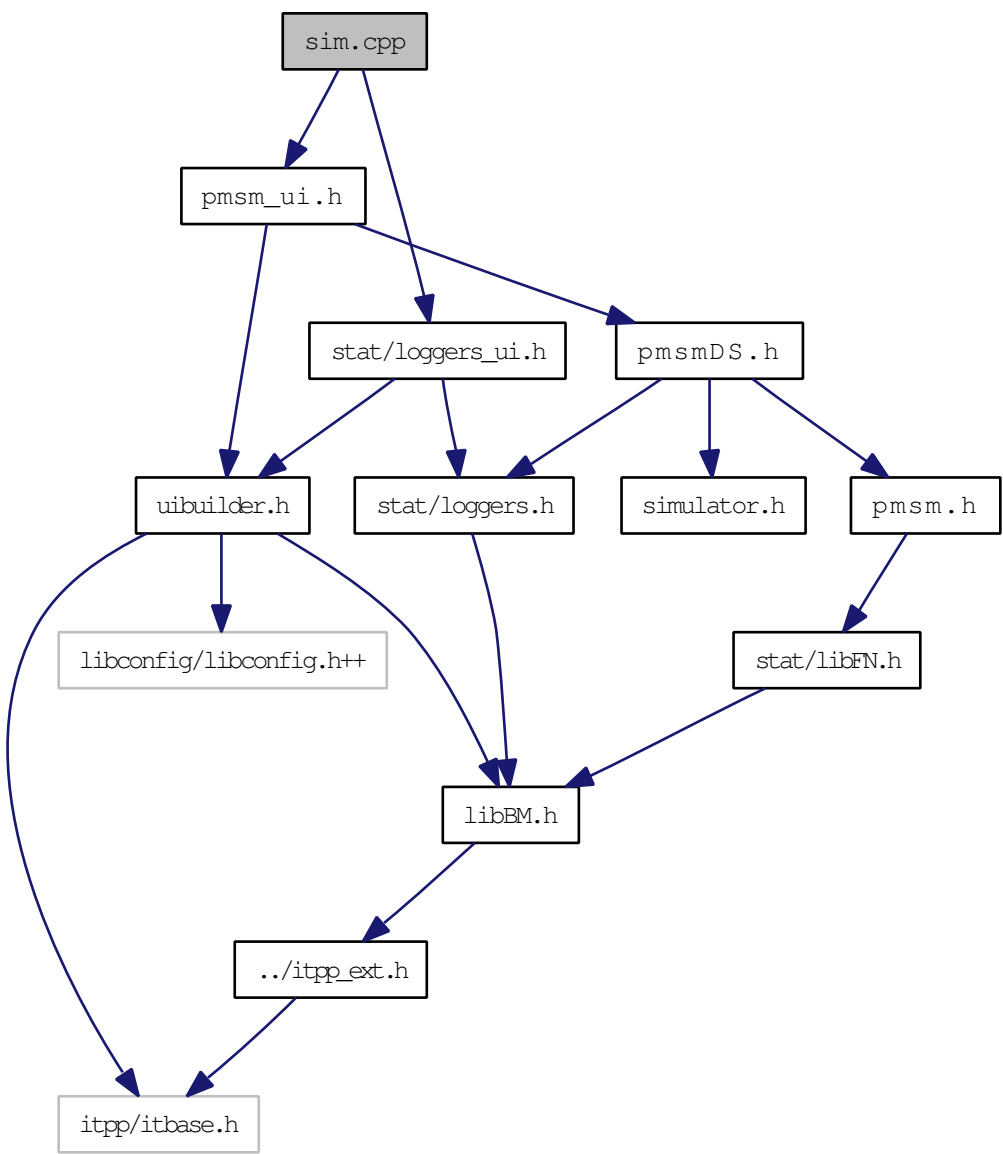 sim.cpp
pmsm_ui.h
stat/loggers_ui.h
pmsmDS.h
uibuilder.h
stat/loggers.h
simulator.h
pmsm.h
libconfig/libconfig.h++
stat/libFN.h
libBM.h
../itpp_ext.h
itpp/itbase.h